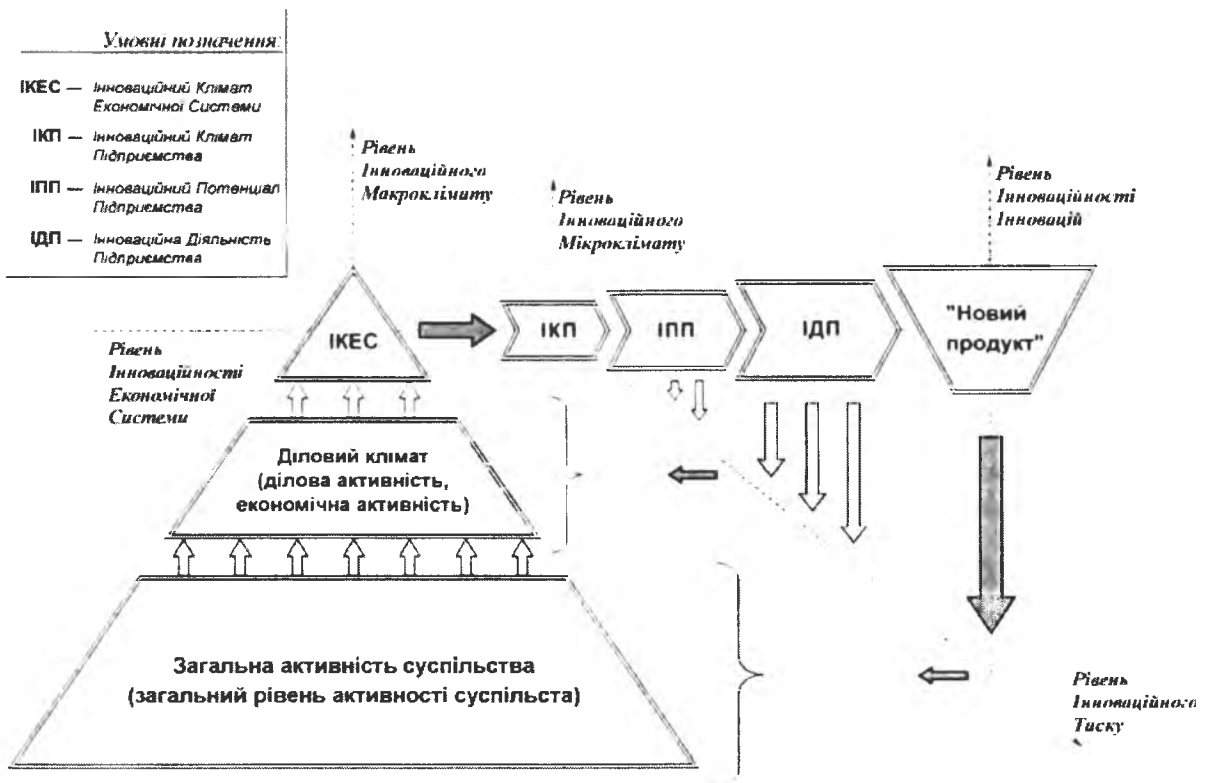 Умовні позначення:
ІКЕС — Інноваційний Клімат
Економічної Системи
ІКП — Інноваційний Клімат
Підприємства
ІПП — Інноваційний Потенціал
Підприємства
ІДП — Інноваційна Діяльність
Підприємства
Рівень
Інноваційного
Макроклімату
Рівень
Інноваційного
Мікроклімату
Рівень
Інноваційності
Інновацій
ІКЕС
ІКП
ІПП
ІДП
"Новий
продукт"
Рівень
Інноваційності
Економічної
Системи
Діловий клімат
(ділова активність,
економічна активність)
Загальна активність суспільства
(загальний рівень активності суспільста)
Рівень
Інноваційного
Тиску